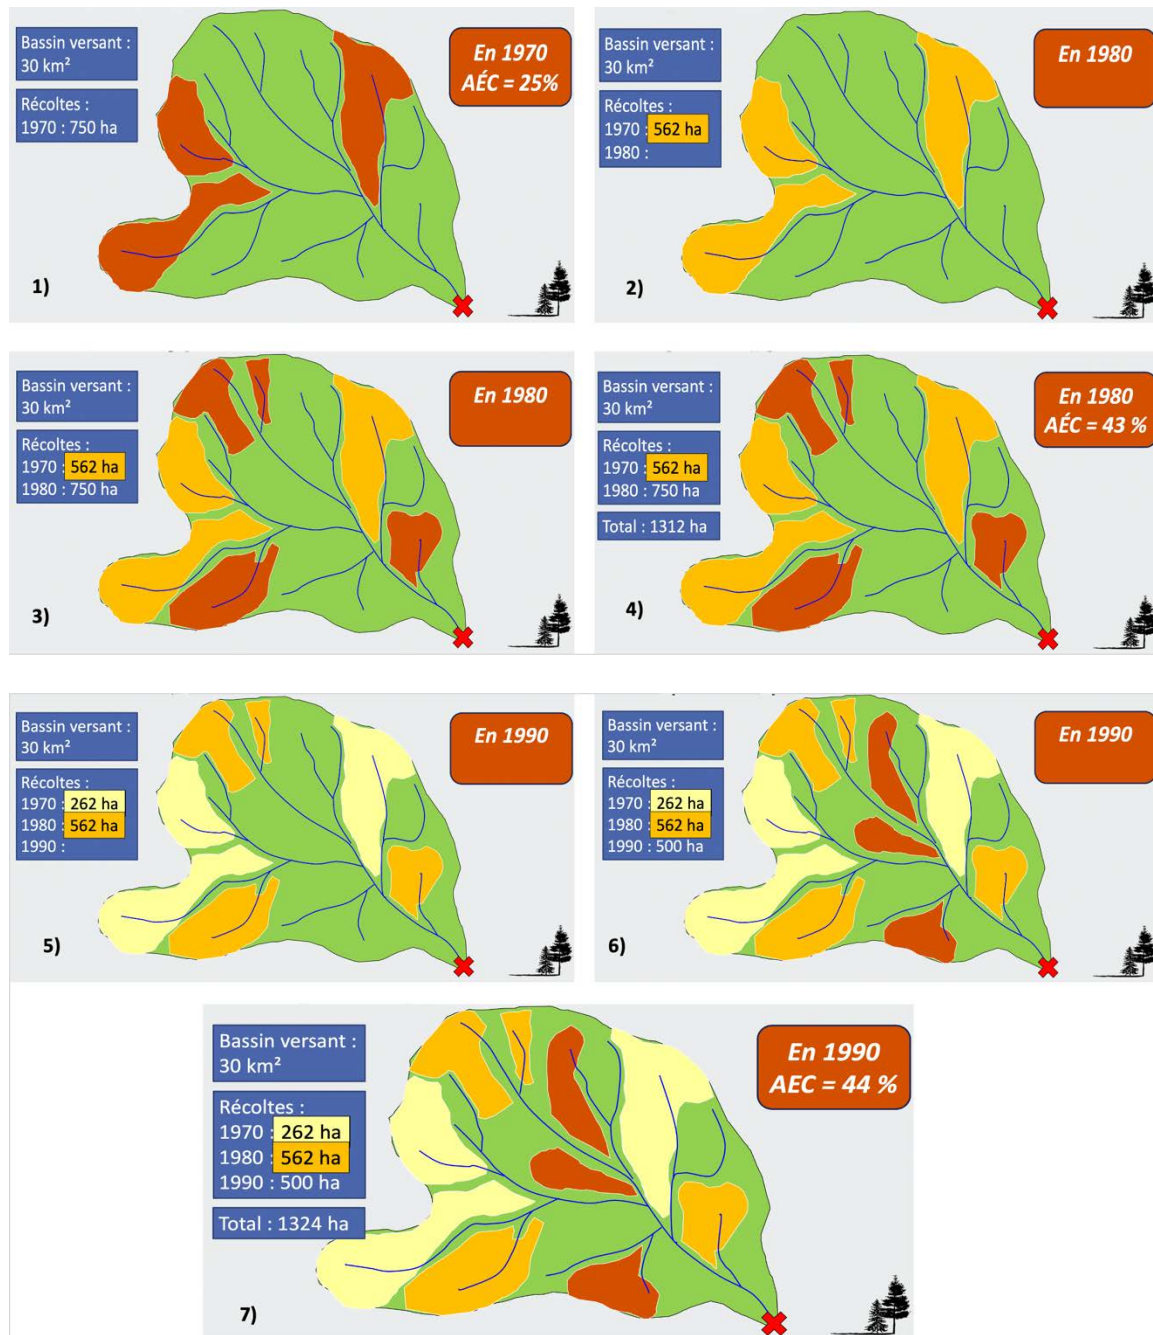 Bassin versant :
30 km²
Récoltes :
1970 : 750 ha
En 1970
AÉC = 25%
1)
Bassin versant :
30 km²
Récoltes :
1970 : 562 ha
1980 :
En 1980
2)
Bassin versant :
30 km²
Récoltes :
1970 : 562 ha
1980 : 750 ha
En 1980
3)
Bassin versant :
30 km²
Récoltes :
1970 : 562 ha
1980 : 750 ha
Total : 1312 ha
En 1980
AÉC = 43 %
4)
Bassin versant :
30 km²
Récoltes :
1970 : 262 ha
1980 : 562 ha
1990 :
En 1990
5)
Bassin versant :
30 km²
Récoltes :
1970 : 262 ha
1980 : 562 ha
1990 : 500 ha
En 1990
6)
Bassin versant :
30 km²
Récoltes :
1970 : 262 ha
1980 : 562 ha
1990 : 500 ha
Total : 1324 ha
En 1990
AEC = 44 %
7)